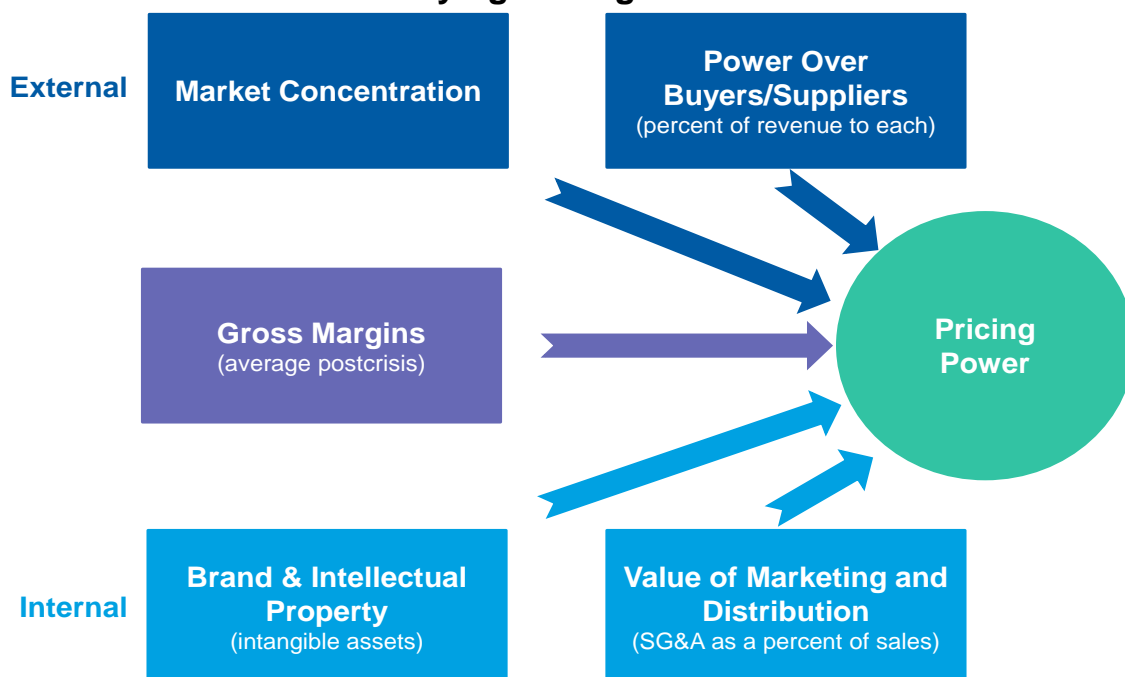 External
Market Concentration
Power Over
Buyers/Suppliers
(percent of revenue to each)
Gross Margins
(average postcrisis)
Pricing
Power
Internal
Brand & Intellectual
Property
(intangible assets)
Value of Marketing and
Distribution
(SG&A as a percent of sales)